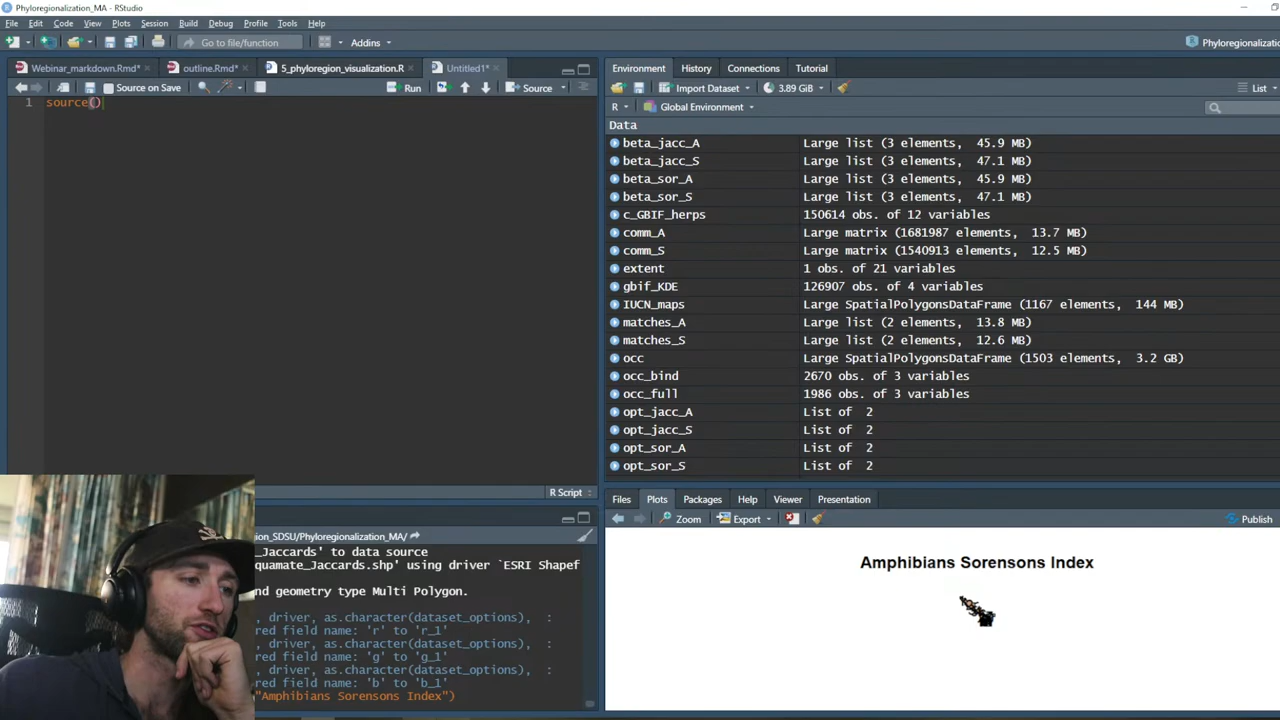 Phyloregionalization_MA - RStudio
File Edit Code View Plots Session Build Debug Profile Tools Help
Go to file/function Addins Phyloregionalizati
Webinar_markdown.Rmd* outline.Rmd* 5_phyloregion_visualization.R Untitled1*
Source on Save Run Source
1 source()
R Script
Environment History Connections Tutorial
Import Dataset 3.89 GiB List
R Global Environment
Data
beta_jacc_A Large list (3 elements, 45.9 MB)
beta_jacc_S Large list (3 elements, 47.1 MB)
beta_sor_A Large list (3 elements, 45.9 MB)
beta_sor_S Large list (3 elements, 47.1 MB)
c_GBIF_herps 150614 obs. of 12 variables
comm_A Large matrix (1681987 elements, 13.7 MB)
comm_S Large matrix (1540913 elements, 12.5 MB)
extent 1 obs. of 21 variables
gbif_KDE 126907 obs. of 4 variables
IUCN_maps Large SpatialPolygonsDataFrame (1167 elements, 144 MB)
matches_A Large list (2 elements, 13.8 MB)
matches_S Large list (2 elements, 12.6 MB)
occ Large SpatialPolygonsDataFrame (1503 elements, 3.2 GB)
occ_bind 2670 obs. of 3 variables
occ_full 1986 obs. of 3 variables
opt_jacc_A List of 2
opt_jacc_S List of 2
opt_sor_A List of 2
opt_sor_S List of 2
ion_SDSU/Phyloregionalization_MA/
_Jaccards' to data source
quamate_Jaccards.shp' using driver `ESRI Shapef
nd geometry type Multi Polygon.
, driver, as.character(dataset_options), :
red field name: 'r' to 'r_1'
, driver, as.character(dataset_options), :
red field name: 'g' to 'g_1'
, driver, as.character(dataset_options), :
red field name: 'b' to 'b_1'
"Amphibians Sorensons Index")
Files Plots Packages Help Viewer Presentation
Zoom Export Publish
Amphibians Sorensons Index